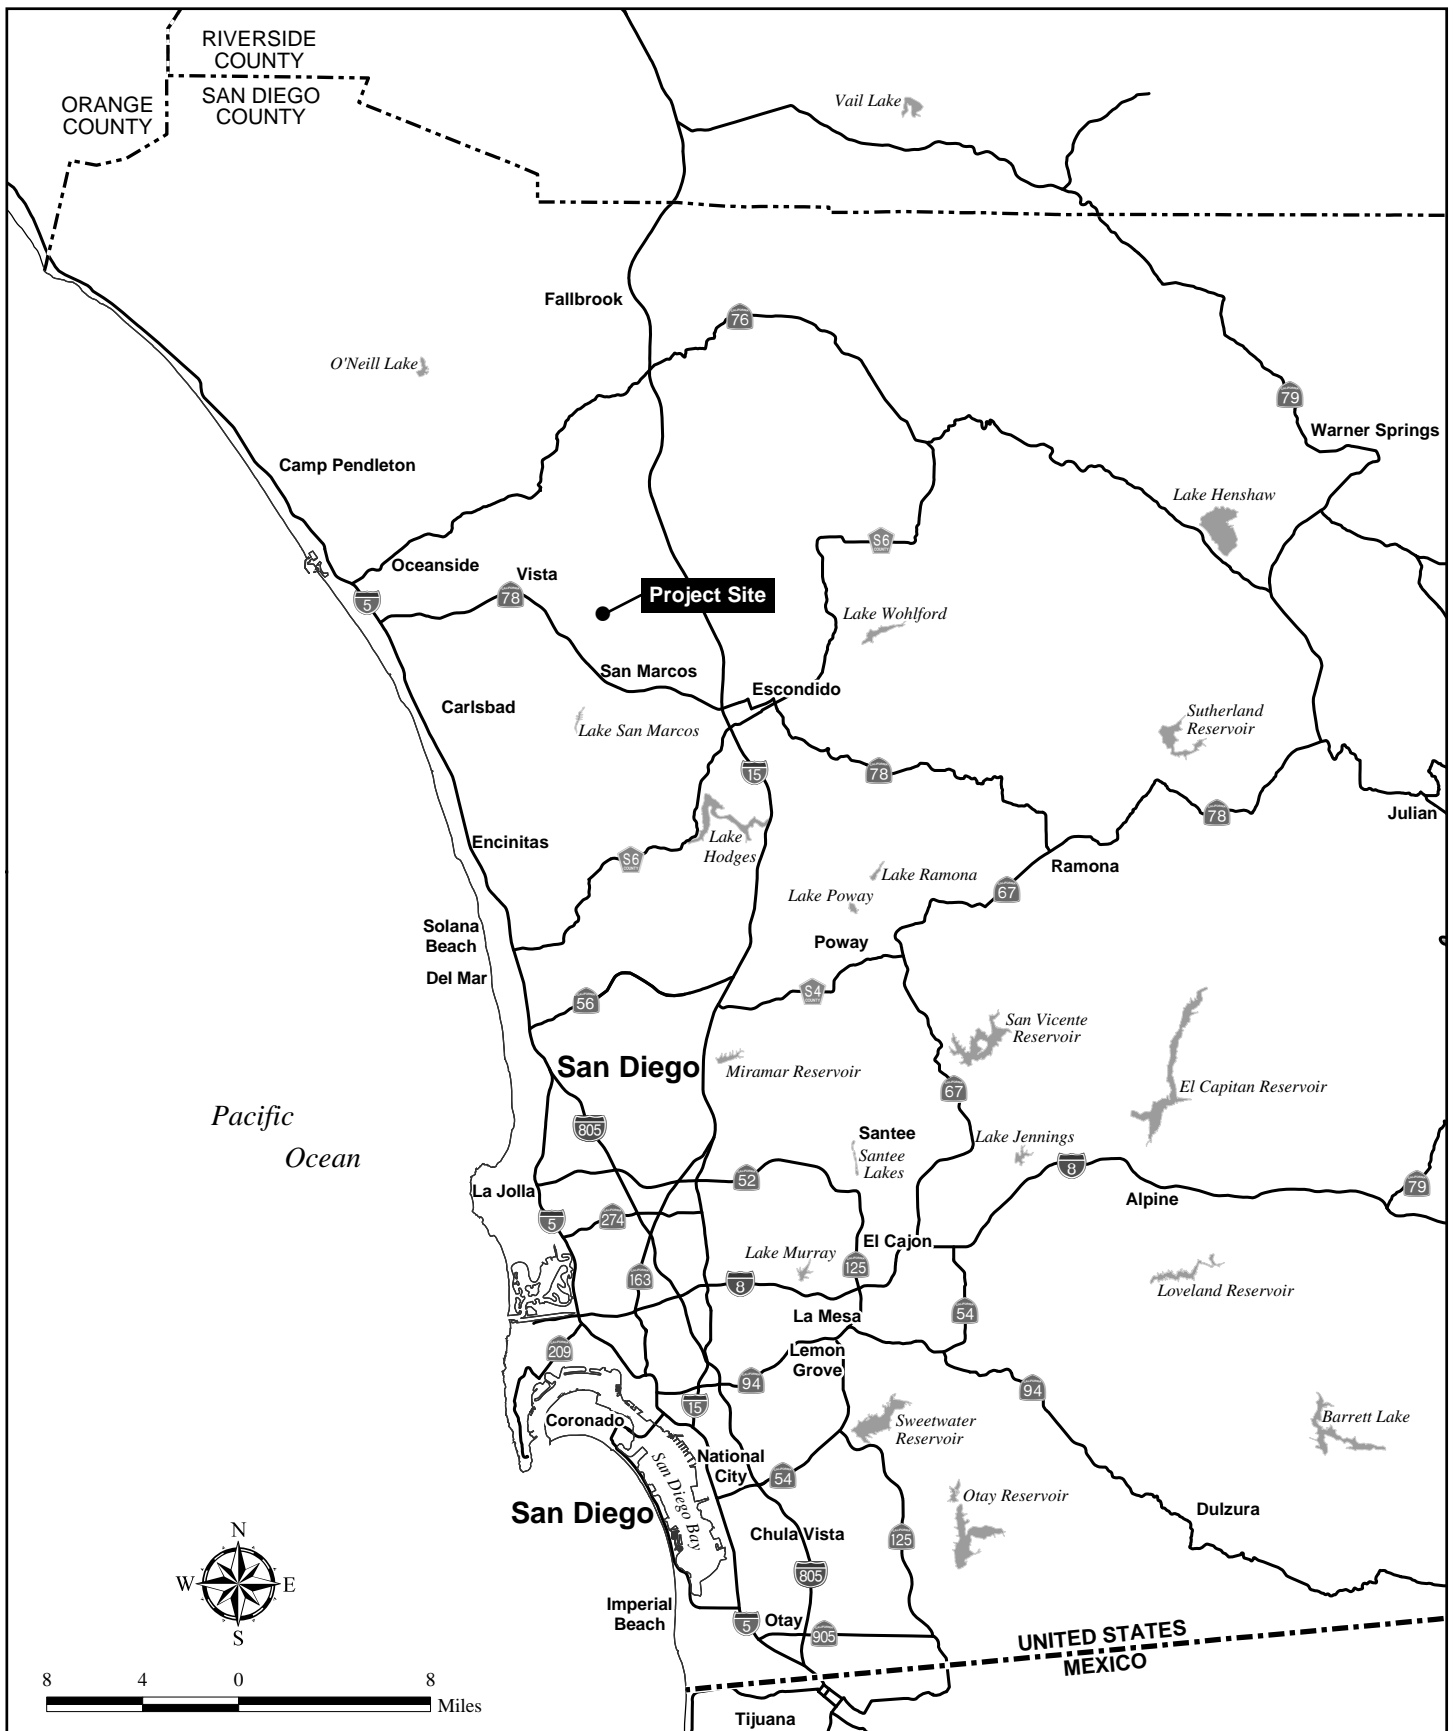 RIVERSIDE
COUNTY
ORANGE
COUNTY
SAN DIEGO
COUNTY
Vail Lake
Fallbrook
76
O'Neill Lake
79
Warner Springs
Camp Pendleton
Lake Henshaw
S6
COUNTY
Oceanside
Vista
5
78
Project Site
Lake Wohlford
San Marcos
Escondido
Carlsbad
Lake San Marcos
Sutherland
Reservoir
15
78
78
Julian
Encinitas
Lake
Hodges
S6
COUNTY
Ramona
Lake Ramona
67
Lake Poway
Solana
Beach
Poway
Del Mar
56
S4
COUNTY
San Vicente
Reservoir
San Diego
Miramar Reservoir
El Capitan Reservoir
67
Pacific
Ocean
805
Santee
Santee
Lakes
Lake Jennings
8
La Jolla
52
Alpine
79
5
274
El Cajon
Lake Murray
163
8
125
Loveland Reservoir
La Mesa
54
209
Lemon
Grove
94
94
15
Coronado
Sweetwater
Reservoir
Barrett Lake
National
City
54
San Diego Bay
Otay Reservoir
San Diego
Dulzura
Chula Vista
125
805
N
W
E
S
Imperial
Beach
5
Otay
905
UNITED STATES
MEXICO
8
4
0
8
Miles
Tijuana